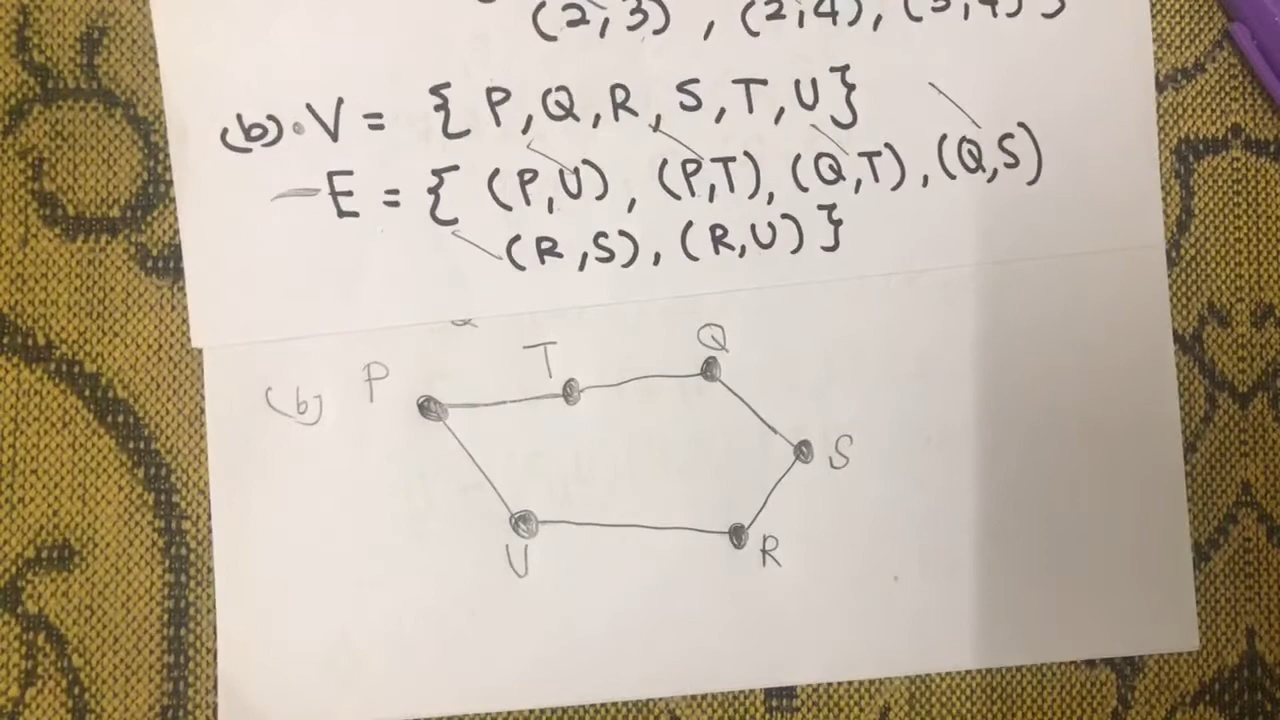 (2,3), (2,4), (3,4)}
(b). V = {P,Q,R,S,T,U}
E = {(P,U), (P,T), (Q,T), (Q,S)
(R,S), (R,U)}
(b)
P T Q
S
U R